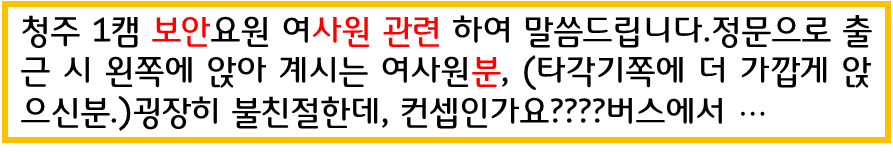 청주 1캠 보안요원 여사원 관련 하여 말씀드립니다.정문으로 출
근 시 왼쪽에 앉아 계시는 여사원분, (타각기쪽에 더 가깝게 앉
으신분.)굉장히 불친절한데, 컨셉인가요????버스에서 …